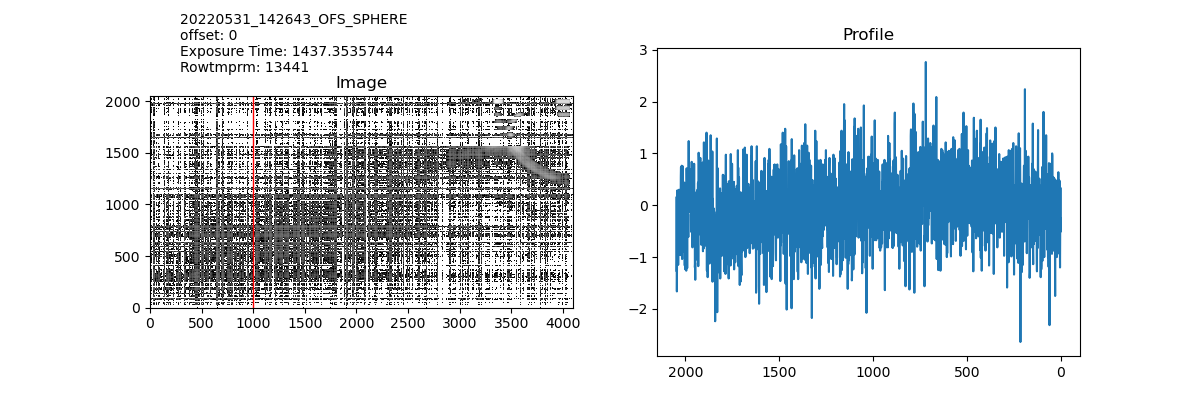 20220531_142643_OFS_SPHERE
offset: 0
Exposure Time: 1437.3535744
Rowtmprm: 13441
Image
2000
1500
1000
500
0
0 500 1000 1500 2000 2500 3000 3500 4000
Profile
3
2
1
0
−1
−2
2000 1500 1000 500 0